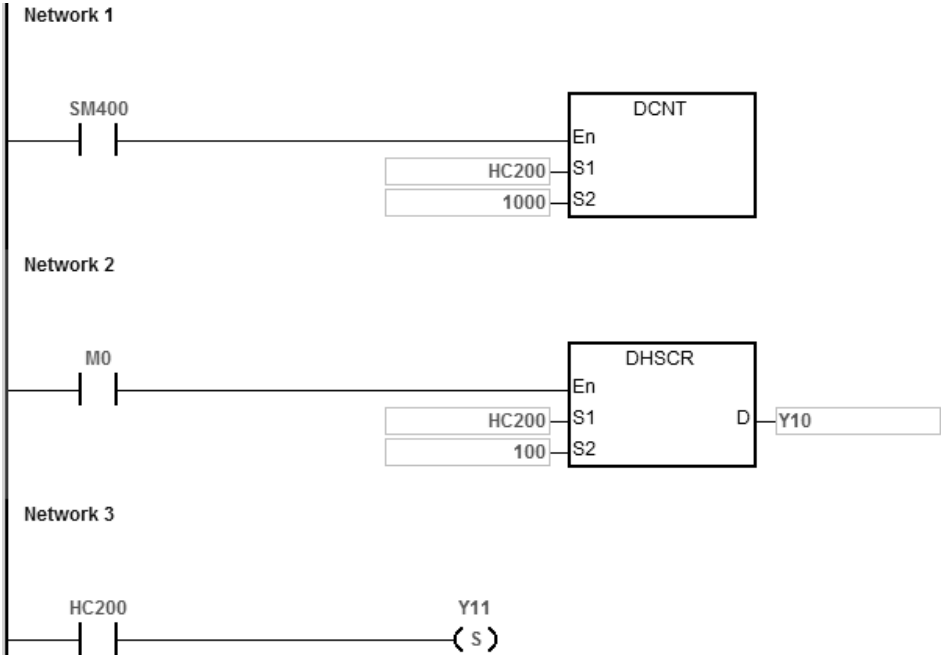 Network 1
SM400
DCNT
En
HC200 S1
1000 S2
Network 2
M0
DHSCR
En
HC200 S1 D Y10
100 S2
Network 3
HC200 Y11
( S )